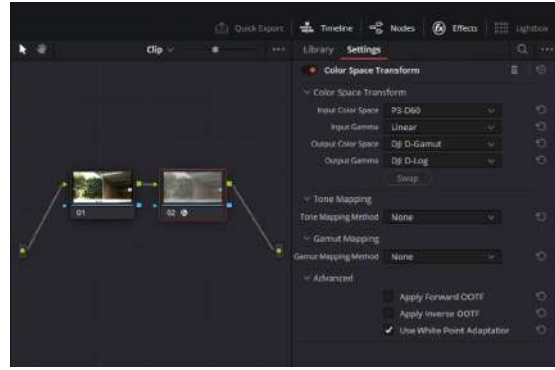 Quick Export Timeline Nodes Effects Lightbox
Clip Library Settings
Color Space Transform
Color Space Transform
Input Color Space P3-D60
Input Gamma Linear
Output Color Space DJI D-Gamut
Output Gamma DJI D-Log
Swap
Tone Mapping
Tone Mapping Method None
Gamut Mapping
Gamut Mapping Method None
Advanced
Apply Forward OOTF
Apply Inverse OOTF
Use White Point Adaptation
01 02